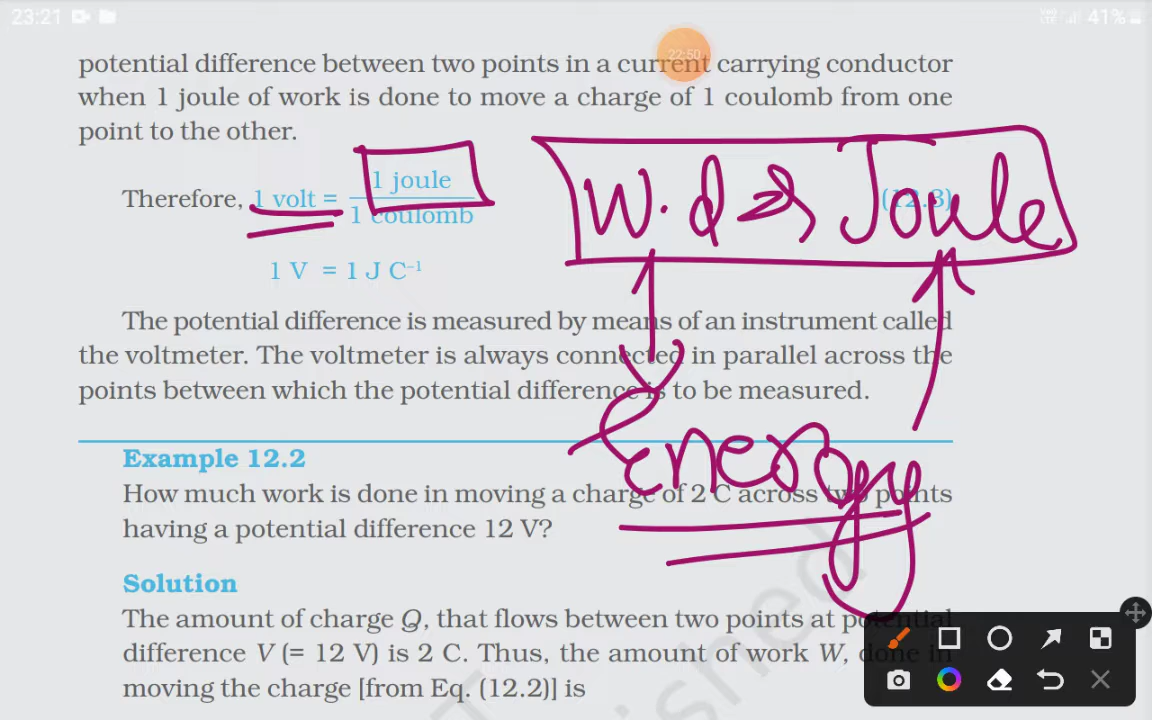 23:21 41%
22:50
potential difference between two points in a current carrying conductor
when 1 joule of work is done to move a charge of 1 coulomb from one
point to the other.
Therefore, 1 volt = 1 joule / 1 coulomb (12.3)
W.d → Joule
1 V = 1 J C⁻¹
The potential difference is measured by means of an instrument called
the voltmeter. The voltmeter is always connected in parallel across the
points between which the potential difference is to be measured.
energy
Example 12.2
How much work is done in moving a charge of 2 C across two points
having a potential difference 12 V?
Solution
The amount of charge Q, that flows between two points at potential
difference V (= 12 V) is 2 C. Thus, the amount of work W, done in
moving the charge [from Eq. (12.2)] is